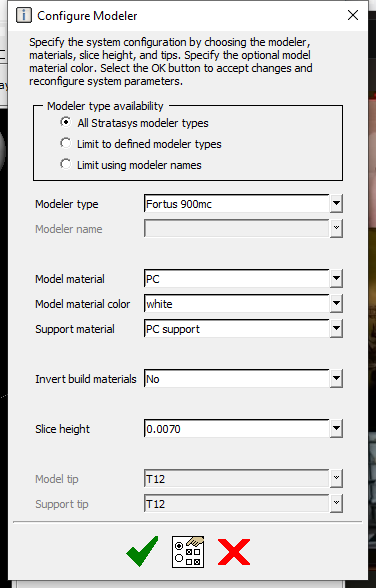 Configure Modeler
Specify the system configuration by choosing the modeler,
materials, slice height, and tips. Specify the optional model
material color. Select the OK button to accept changes and
reconfigure system parameters.
Modeler type availability
All Stratasys modeler types
Limit to defined modeler types
Limit using modeler names
Modeler type Fortus 900mc
Modeler name
Model material PC
Model material color white
Support material PC support
Invert build materials No
Slice height 0.0070
Model tip T12
Support tip T12